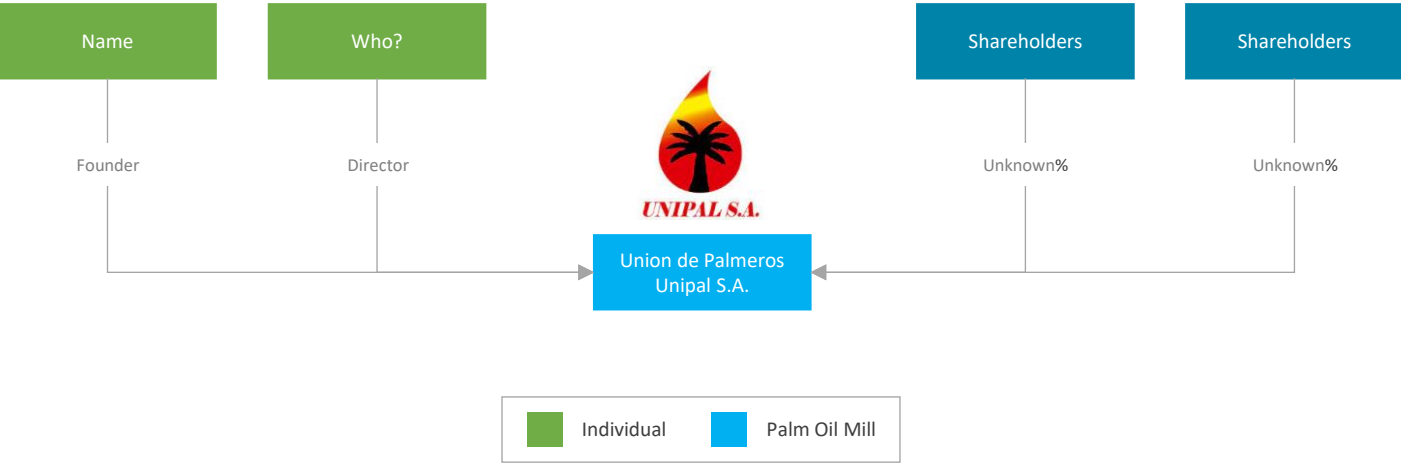 Name
Who?
Shareholders
Shareholders
Founder
Director
Unknown%
Unknown%
UNIPAL S.A.
Union de Palmeros
Unipal S.A.
Individual
Palm Oil Mill